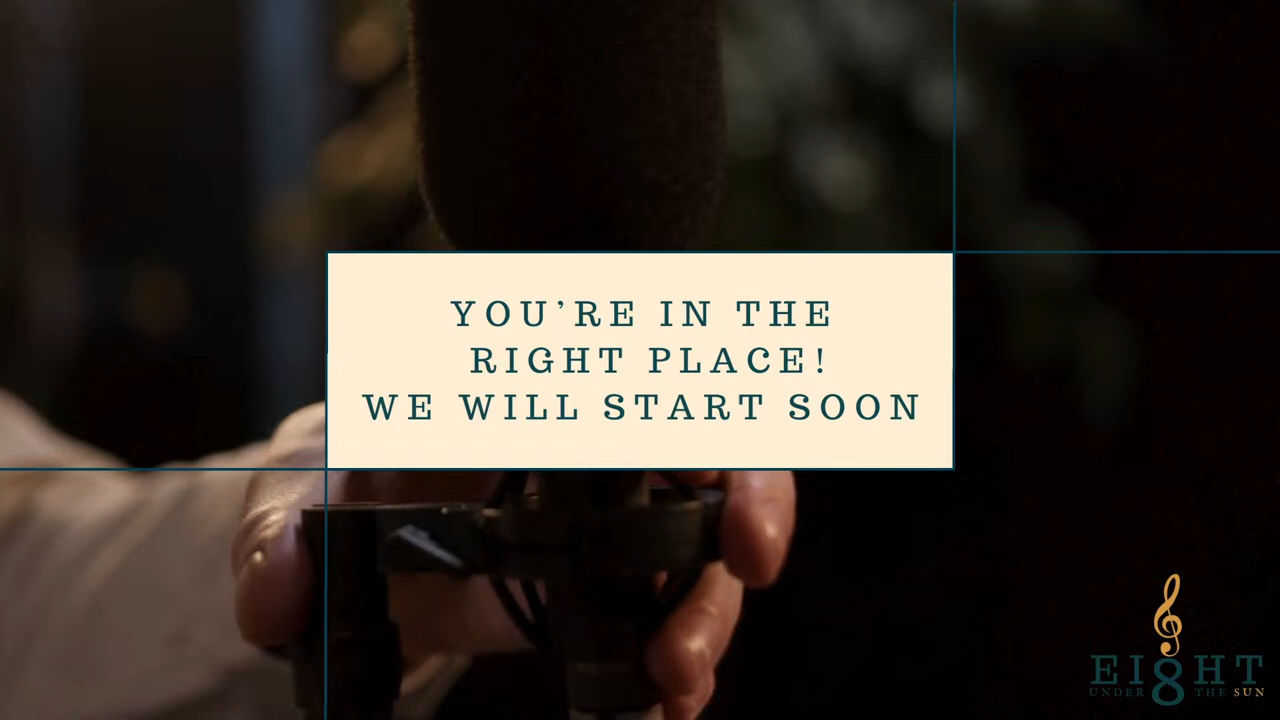 YOU’RE IN THE
RIGHT PLACE!
WE WILL START SOON
EI8HT
UNDER THE SUN